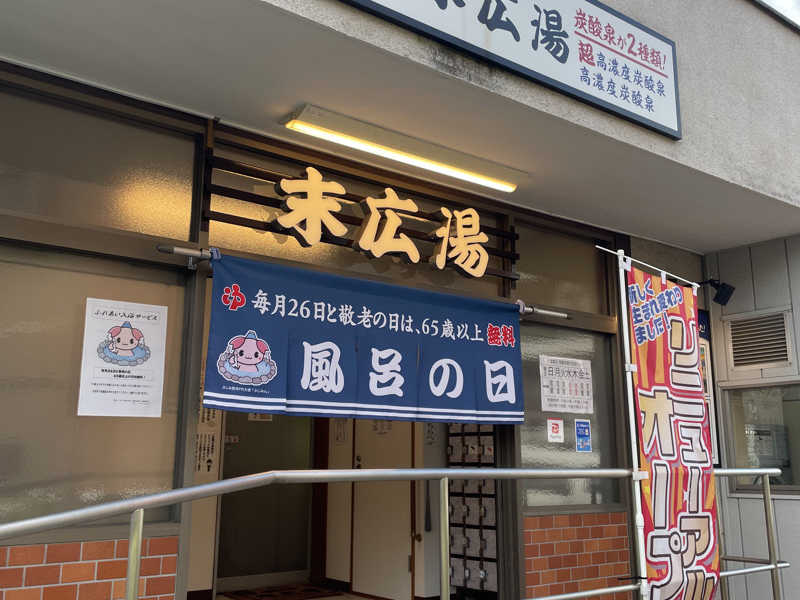 末広湯
炭酸泉が2種類!
超高濃度炭酸泉
高濃度炭酸泉
末広湯
ゆ 毎月26日と敬老の日は、65歳以上無料
風呂の日
ふれあい入浴サービス
日月火水木金土
PayPay
新しく
生まれ変わり
ました!
リニューアル
オープ